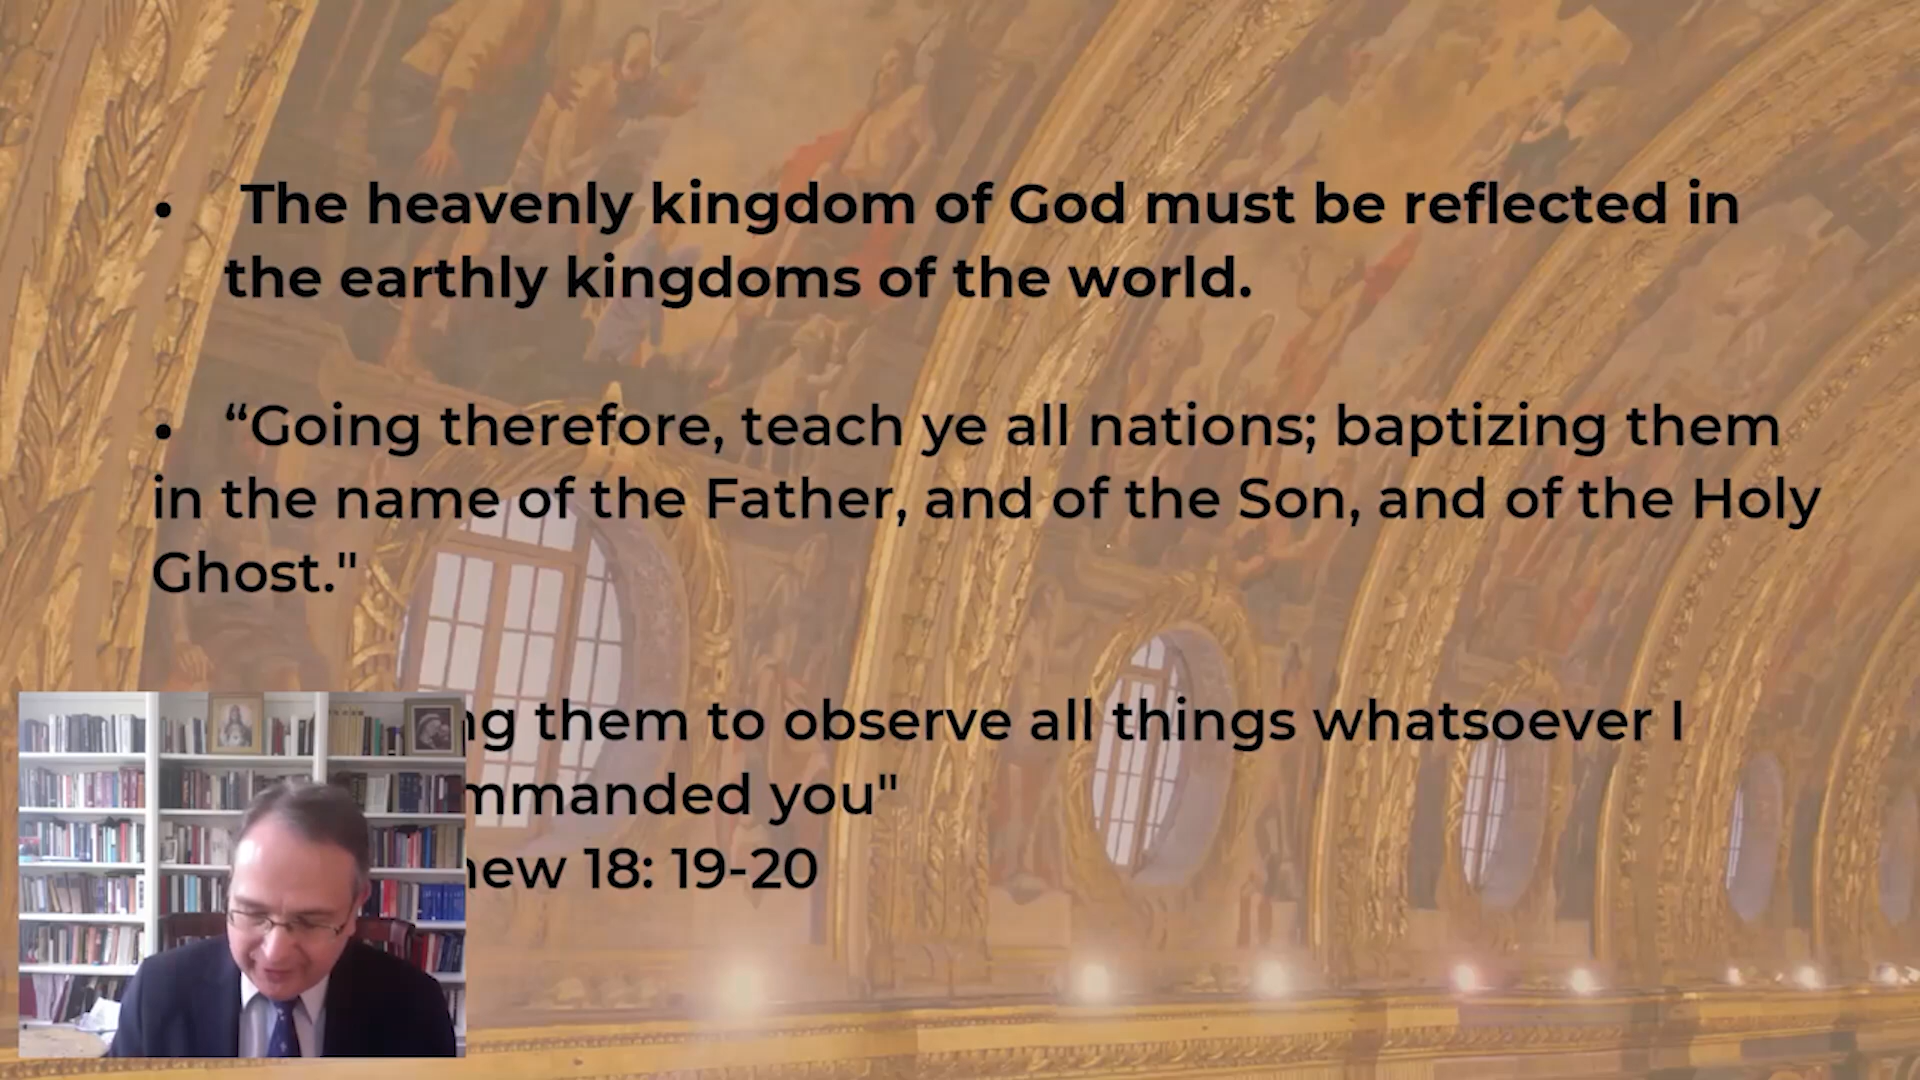 • The heavenly kingdom of God must be reflected in
the earthly kingdoms of the world.
• “Going therefore, teach ye all nations; baptizing them
in the name of the Father, and of the Son, and of the Holy
Ghost."
them to observe all things whatsoever I
you"
18: 19-20